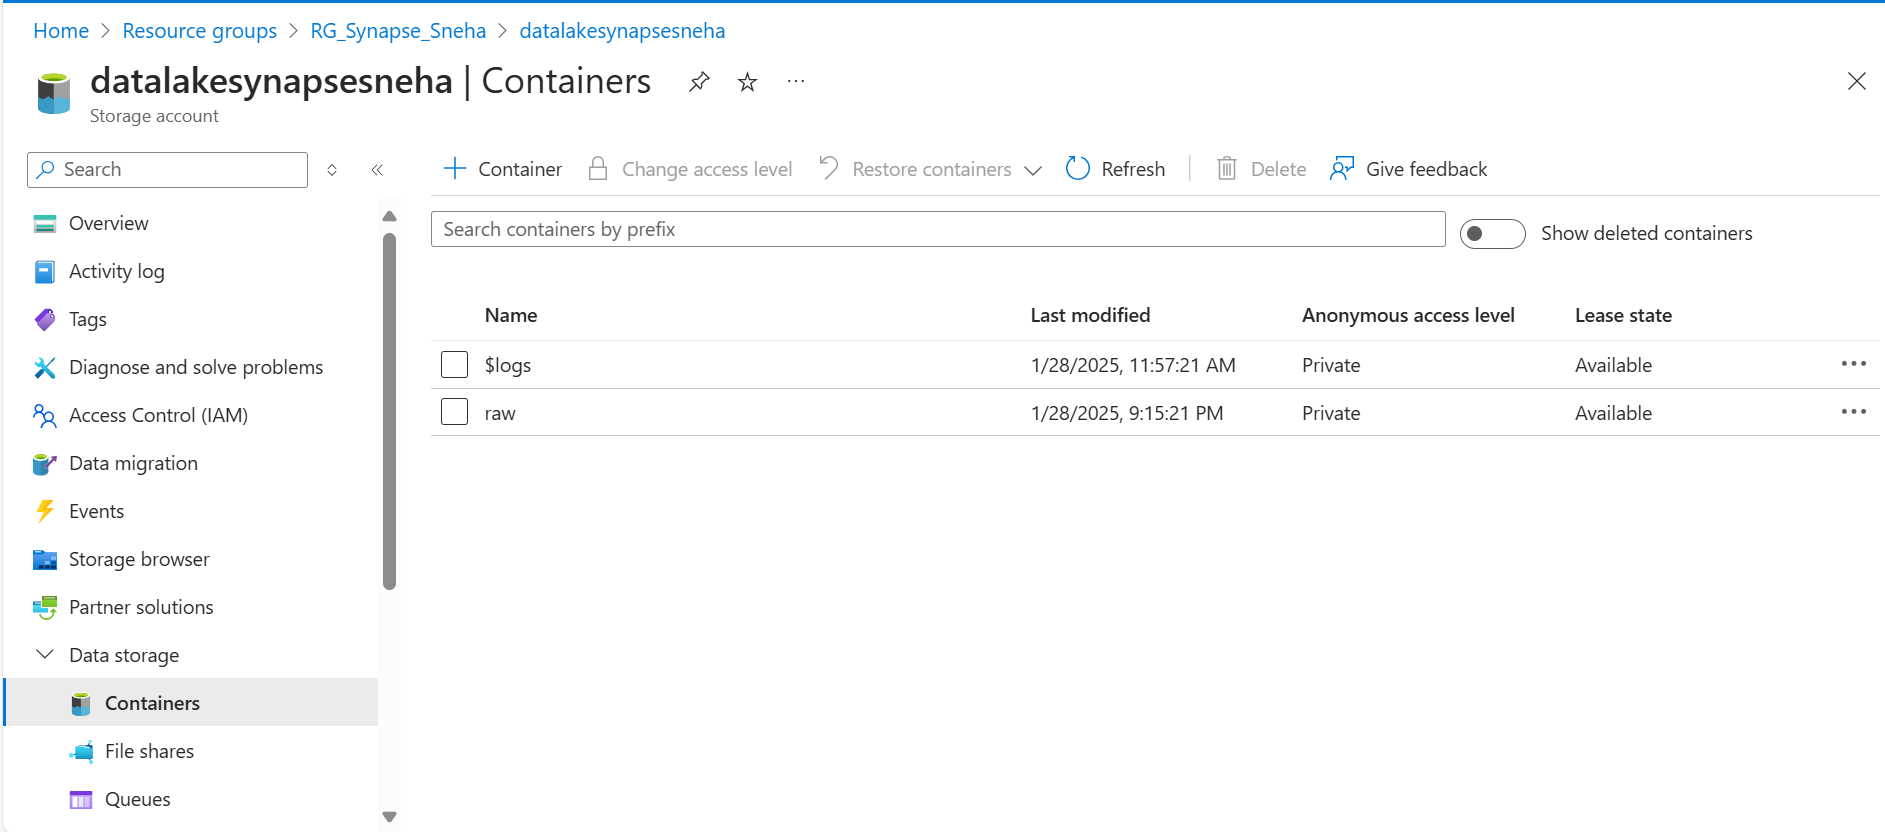 Home > Resource groups > RG_Synapse_Sneha > datalakesynapsesneha
datalakesynapsesneha | Containers
Storage account
Search
Container Change access level Restore containers Refresh Delete Give feedback
Overview
Activity log
Tags
Diagnose and solve problems
Access Control (IAM)
Data migration
Events
Storage browser
Partner solutions
Data storage
Containers
File shares
Queues
Search containers by prefix
Show deleted containers
Name Last modified Anonymous access level Lease state
$logs 1/28/2025, 11:57:21 AM Private Available
raw 1/28/2025, 9:15:21 PM Private Available